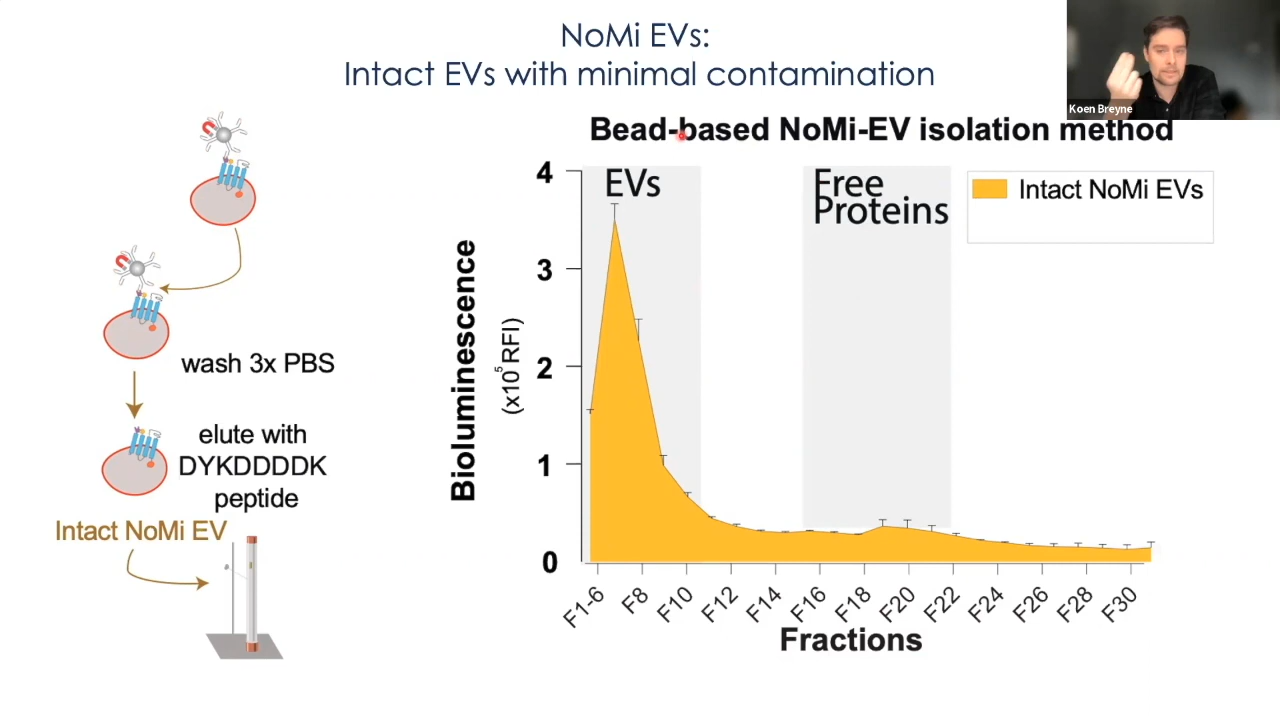 NoMi EVs:
Intact EVs with minimal contamination
Koen Breyne
wash 3x PBS
elute with
DYKDDDDK
peptide
Intact NoMi EV
Bead-based NoMi-EV isolation method
EVs
Free
Proteins
Intact NoMi EVs
Bioluminescence
(x10⁵ RFI)
4
3
2
1
0
F1-6
F8
F10
F12
F14
F16
F18
F20
F22
F24
F26
F28
F30
Fractions